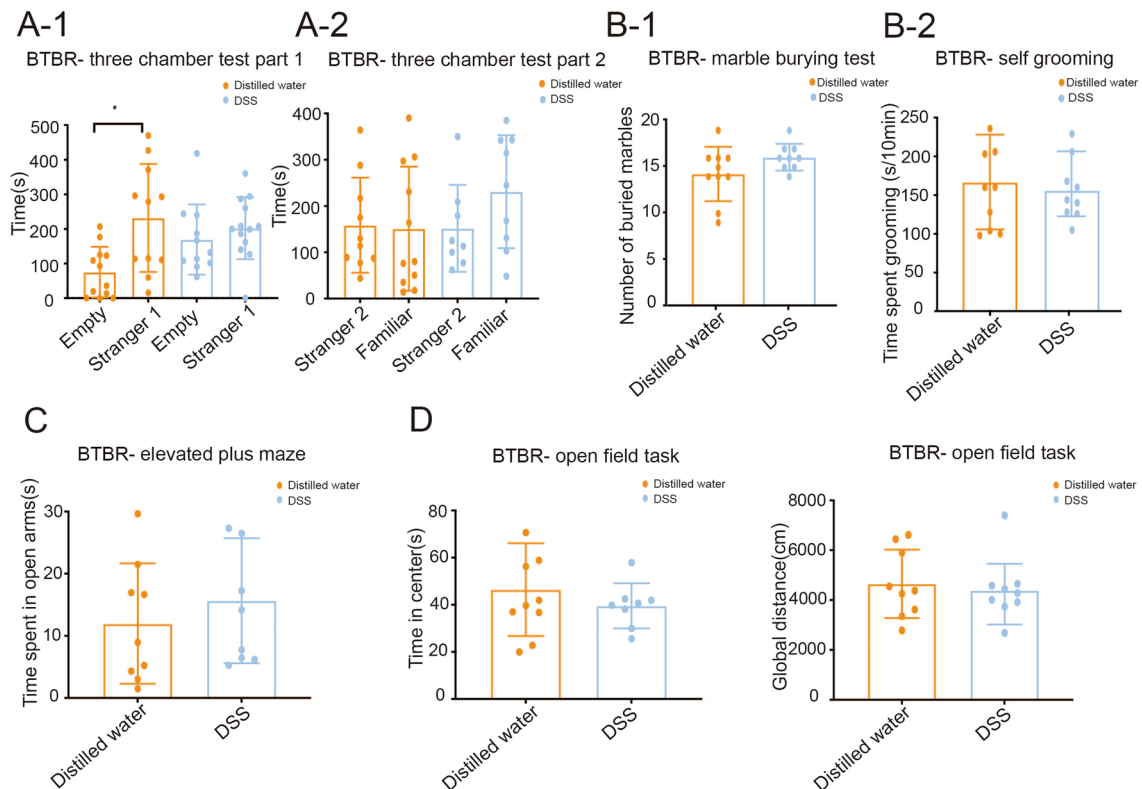 A-1
BTBR- three chamber test part 1
Distilled water
DSS
*
Time(s)
500
400
300
200
100
0
Empty
Stranger 1
Empty
Stranger 1
A-2
BTBR- three chamber test part 2
Distilled water
DSS
Time(s)
400
300
200
100
0
Stranger 2
Familiar
Stranger 2
Familiar
B-1
BTBR- marble burying test
Distilled water
DSS
Number of buried marbles
20
15
10
5
0
Distilled water
DSS
B-2
BTBR- self grooming
Distilled water
DSS
Time spent grooming (s/10min)
250
200
150
100
50
0
Distilled water
DSS
C
BTBR- elevated plus maze
Distilled water
DSS
Time spent in open arms(s)
30
20
10
0
Distilled water
DSS
D
BTBR- open field task
Distilled water
DSS
Time in center(s)
80
60
40
20
0
Distilled water
DSS
BTBR- open field task
Distilled water
DSS
Global distance(cm)
8000
6000
4000
2000
0
Distilled water
DSS